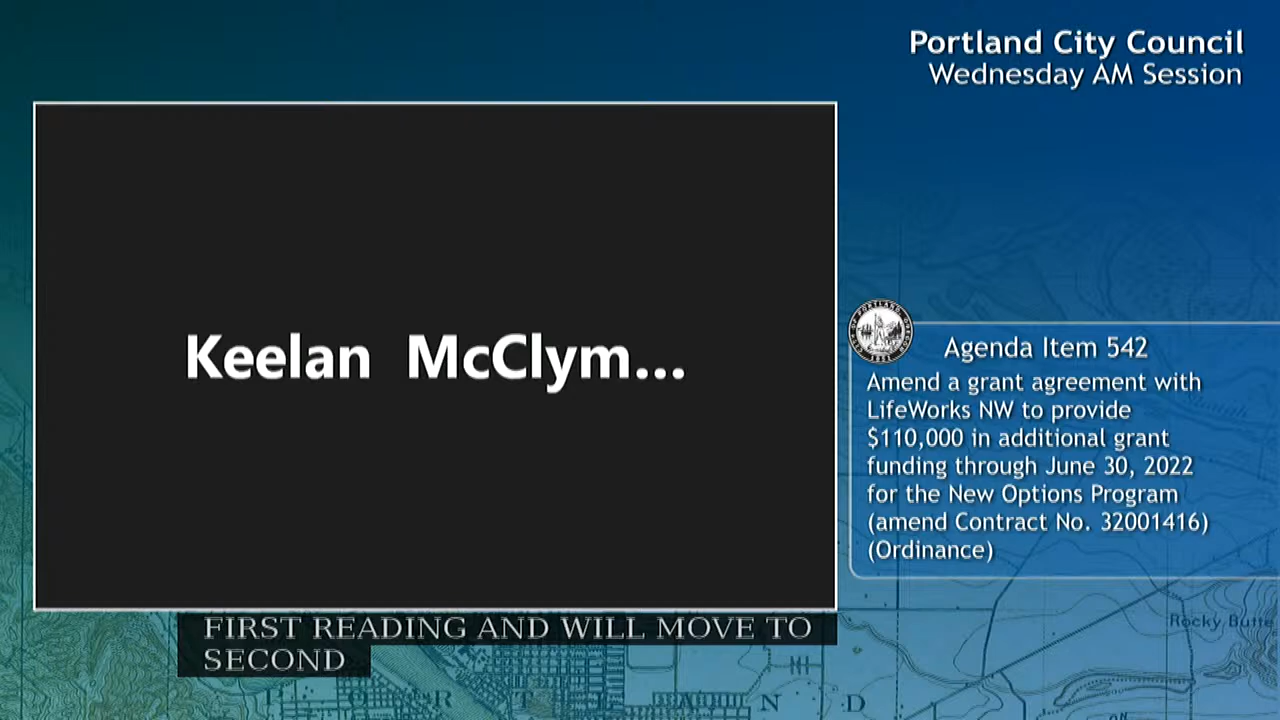 Portland City Council
Wednesday AM Session
Keelan McClym...
Agenda Item 542
Amend a grant agreement with
LifeWorks NW to provide
$110,000 in additional grant
funding through June 30, 2022
for the New Options Program
(amend Contract No. 32001416)
(Ordinance)
FIRST READING AND WILL MOVE TO
SECOND
Rocky Butte
P O R T L A N D